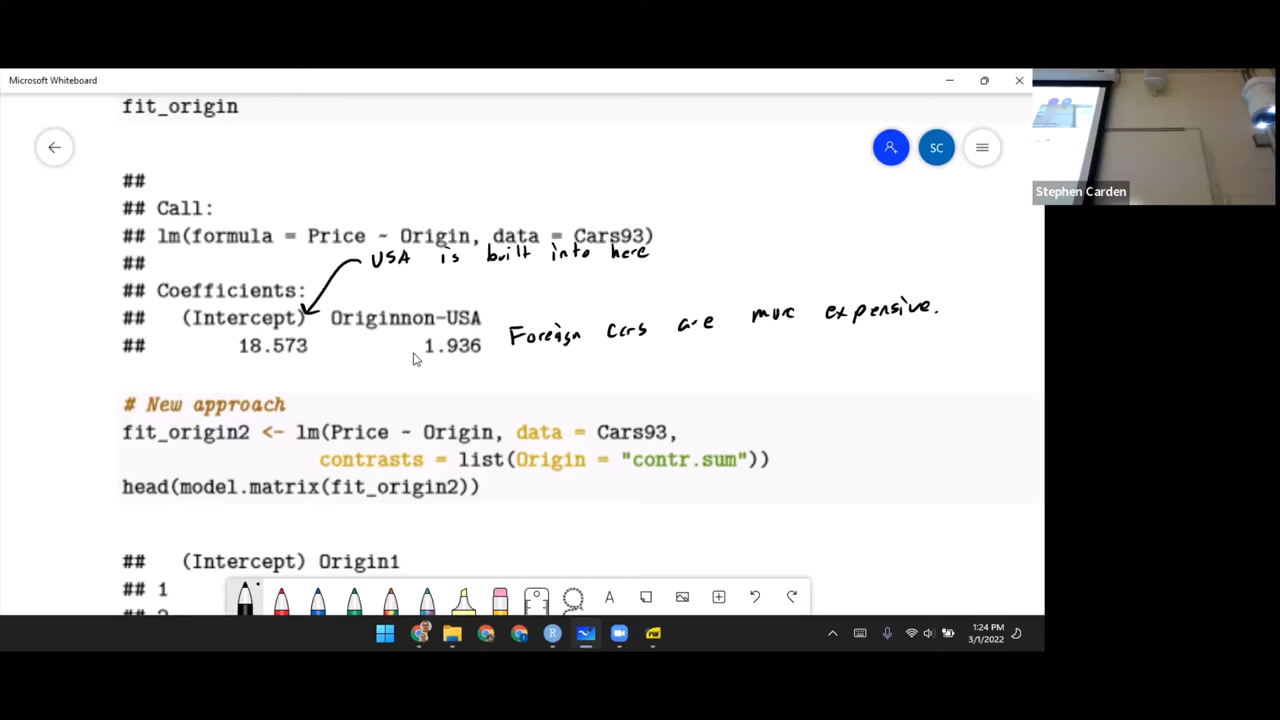 Microsoft Whiteboard
fit_origin
SC
Stephen Carden
##
## Call:
## lm(formula = Price ~ Origin, data = Cars93)
USA is built into here
##
## Coefficients:
## (Intercept) Originnon-USA
Foreign cars are more expensive.
## 18.573 1.936
# New approach
fit_origin2 <- lm(Price ~ Origin, data = Cars93,
contrasts = list(Origin = "contr.sum"))
head(model.matrix(fit_origin2))
## (Intercept) Origin1
## 1
A
1:24 PM
3/1/2022